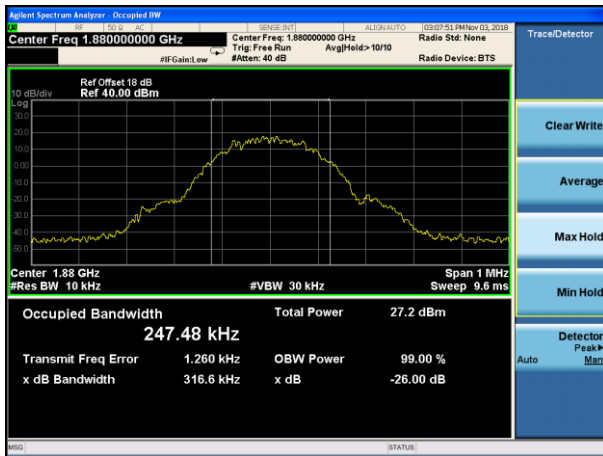 Agilent Spectrum Analyzer - Occupied BW
RF 50 Ω AC SENSE:INT ALIGNAUTO 03:07:51 PM Nov 03, 2018
Center Freq 1.880000000 GHz
Center Freq: 1.880000000 GHz
Radio Std: None
Trig: Free Run Avg|Hold:>10/10
#IFGain:Low #Atten: 40 dB Radio Device: BTS
Ref Offset 18 dB
10 dB/div Ref 40.00 dBm
Log
30.0
20.0
10.0
0.00
-10.0
-20.0
-30.0
-40.0
-50.0
Center 1.88 GHz Span 1 MHz
#Res BW 10 kHz #VBW 30 kHz Sweep 9.6 ms
Occupied Bandwidth Total Power 27.2 dBm
247.48 kHz
Transmit Freq Error 1.260 kHz OBW Power 99.00 %
x dB Bandwidth 316.6 kHz x dB -26.00 dB
MSG STATUS
Trace/Detector
Clear Write
Average
Max Hold
Min Hold
Detector
Peak▶
Auto Man